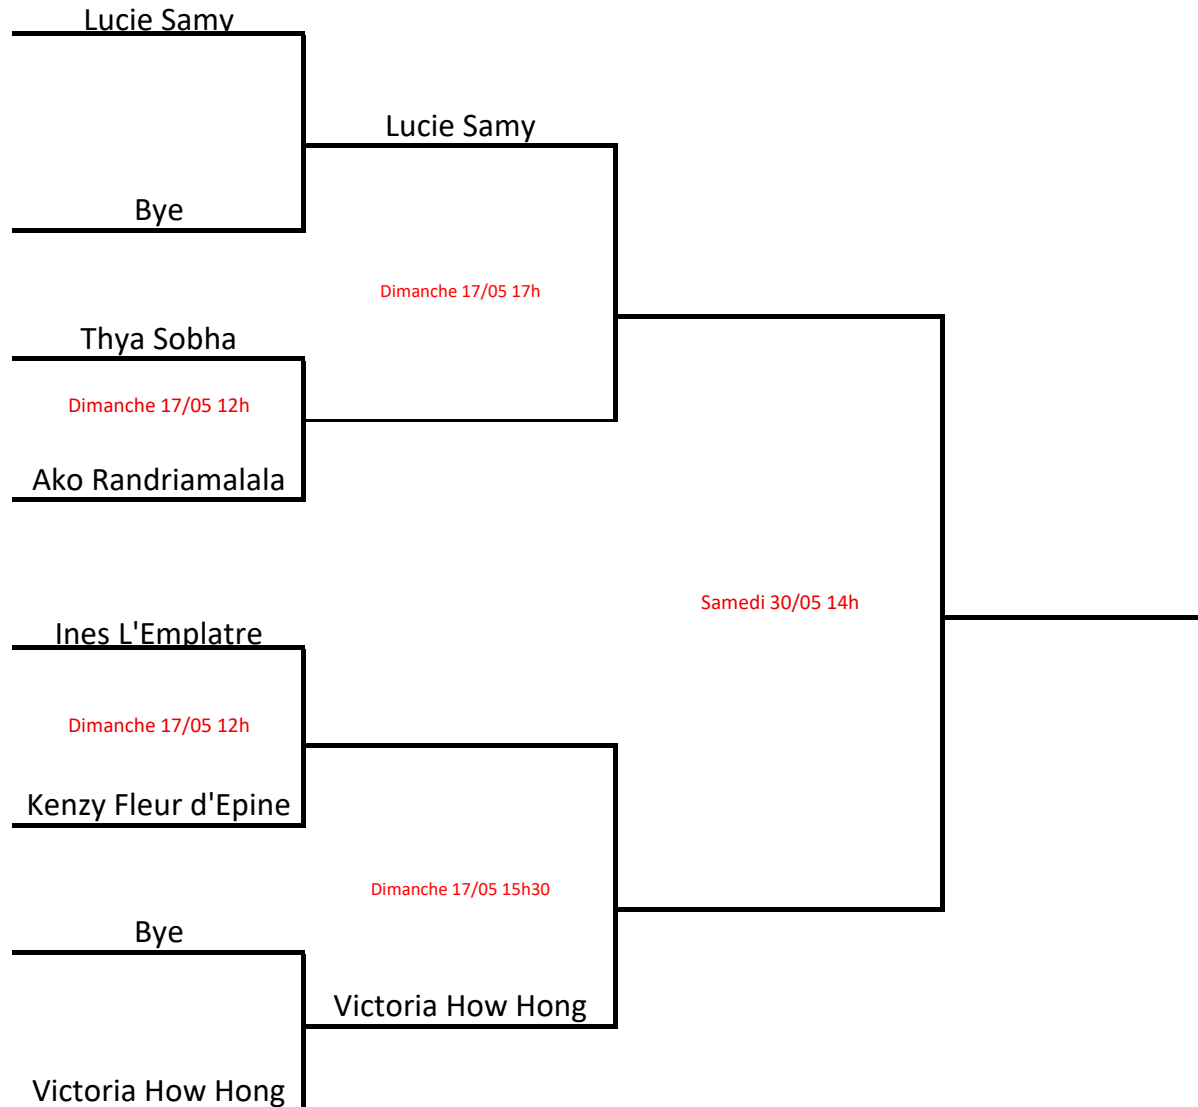 Lucie Samy
Lucie Samy
Bye
Dimanche 17/05 17h
Thya Sobha
Dimanche 17/05 12h
Ako Randriamalala
Samedi 30/05 14h
Ines L'Emplatre
Dimanche 17/05 12h
Kenzy Fleur d'Epine
Dimanche 17/05 15h30
Bye
Victoria How Hong
Victoria How Hong